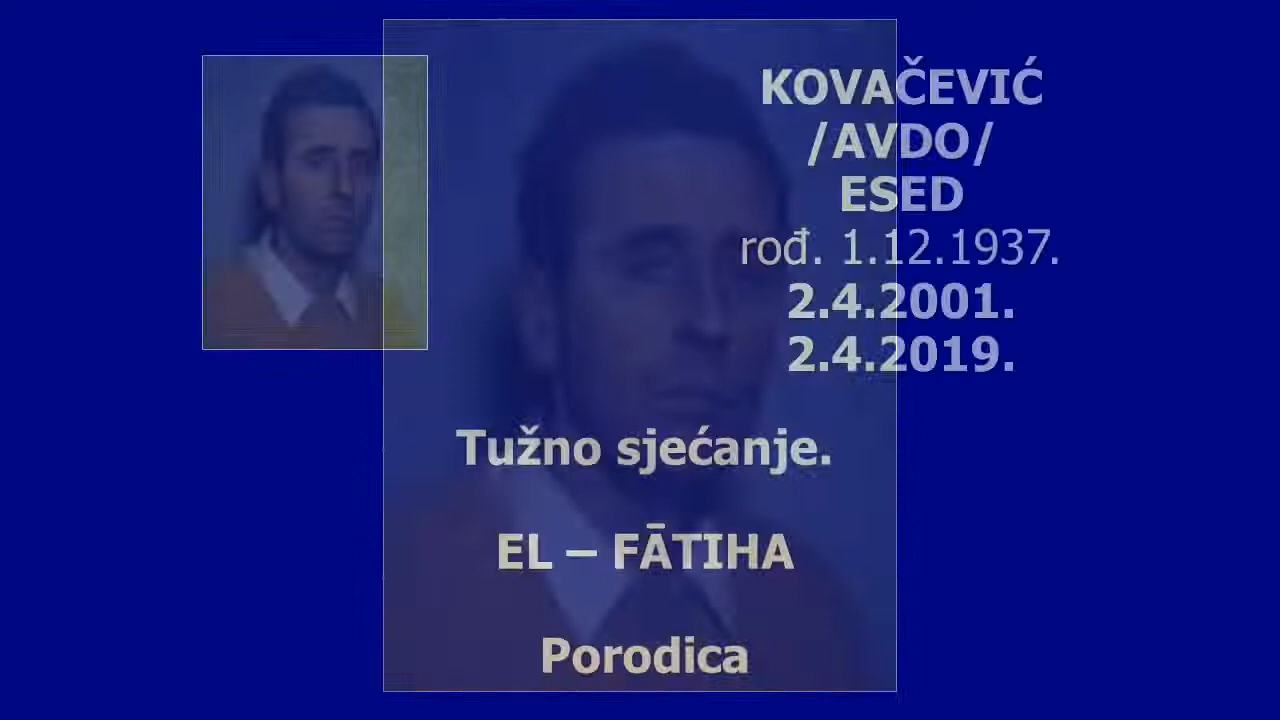 KOVAČEVIĆ
/AVDO/
ESED
rođ. 1.12.1937.
2.4.2001.
2.4.2019.
Tužno sjećanje.
EL – FĀTIHA
Porodica